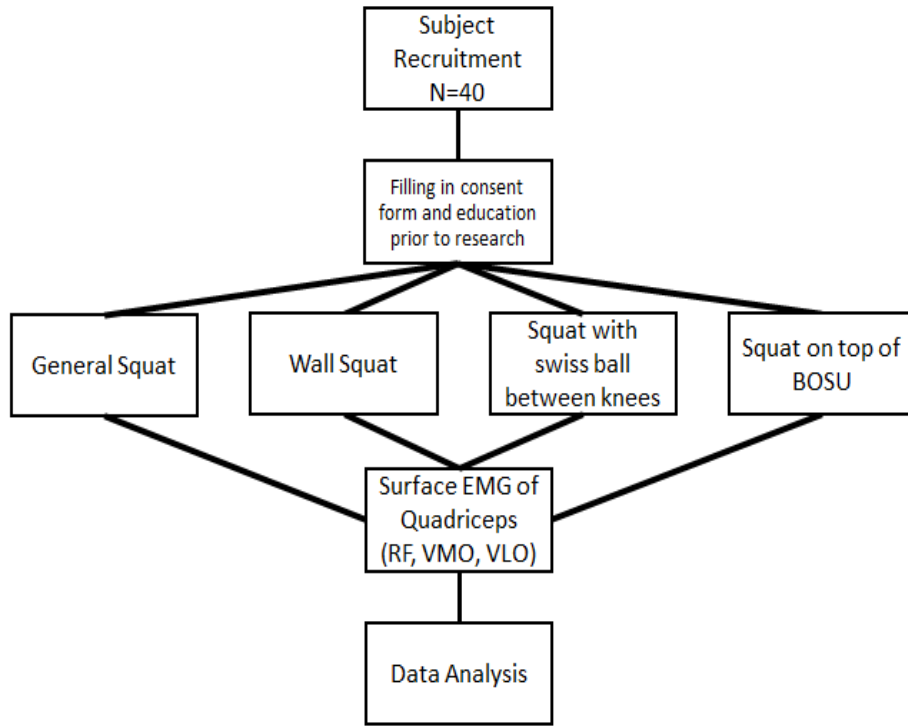 Subject
Recruitment
N=40
Filling in consent
form and education
prior to research
General Squat
Wall Squat
Squat with
swiss ball
between knees
Squat on top of
BOSU
Surface EMG of
Quadriceps
(RF, VMO, VLO)
Data Analysis